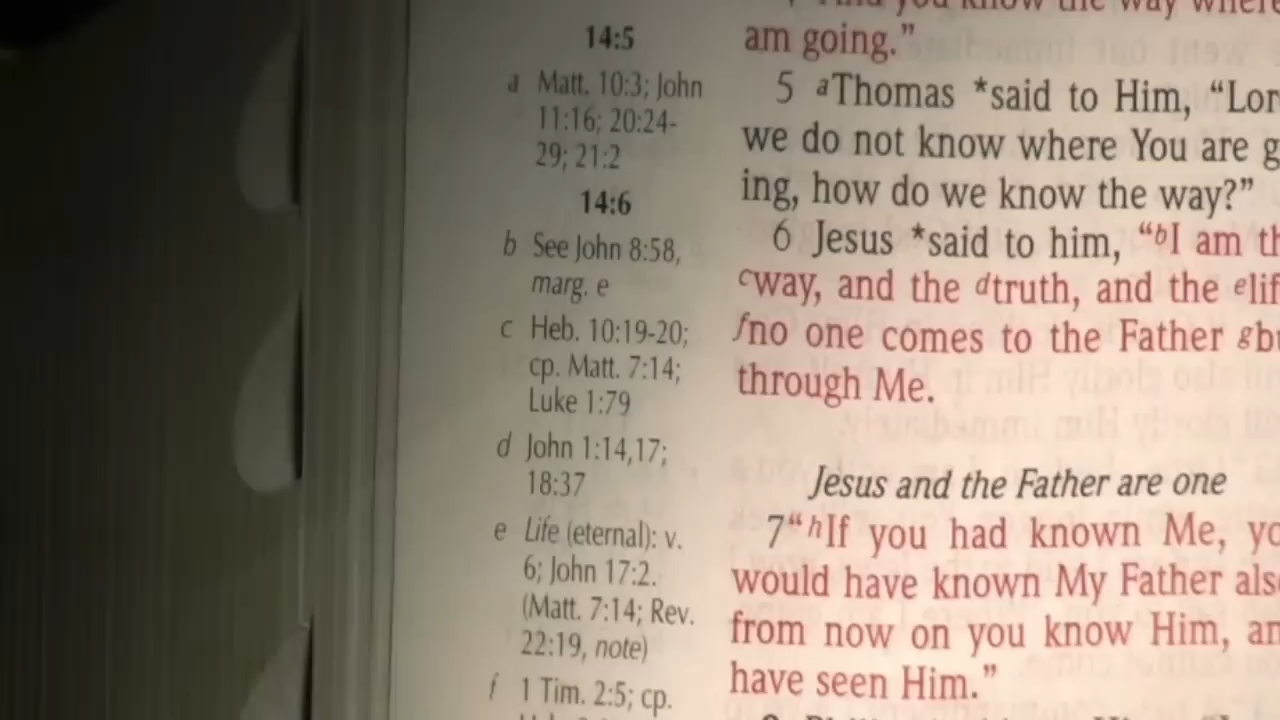 14:5
a Matt. 10:3; John
11:16; 20:24-
29; 21:2
14:6
b See John 8:58,
marg. e
c Heb. 10:19-20;
cp. Matt. 7:14;
Luke 1:79
d John 1:14,17;
18:37
e Life (eternal): v.
6; John 17:2.
(Matt. 7:14; Rev.
22:19, note)
f 1 Tim. 2:5; cp.
you know the way where
am going.”
5 aThomas *said to Him, “Lor
we do not know where You are g
ing, how do we know the way?”
6 Jesus *said to him, “bI am th
cway, and the dtruth, and the elif
fno one comes to the Father gbu
through Me.
Jesus and the Father are one
7“hIf you had known Me, yo
would have known My Father also
from now on you know Him, an
have seen Him.”